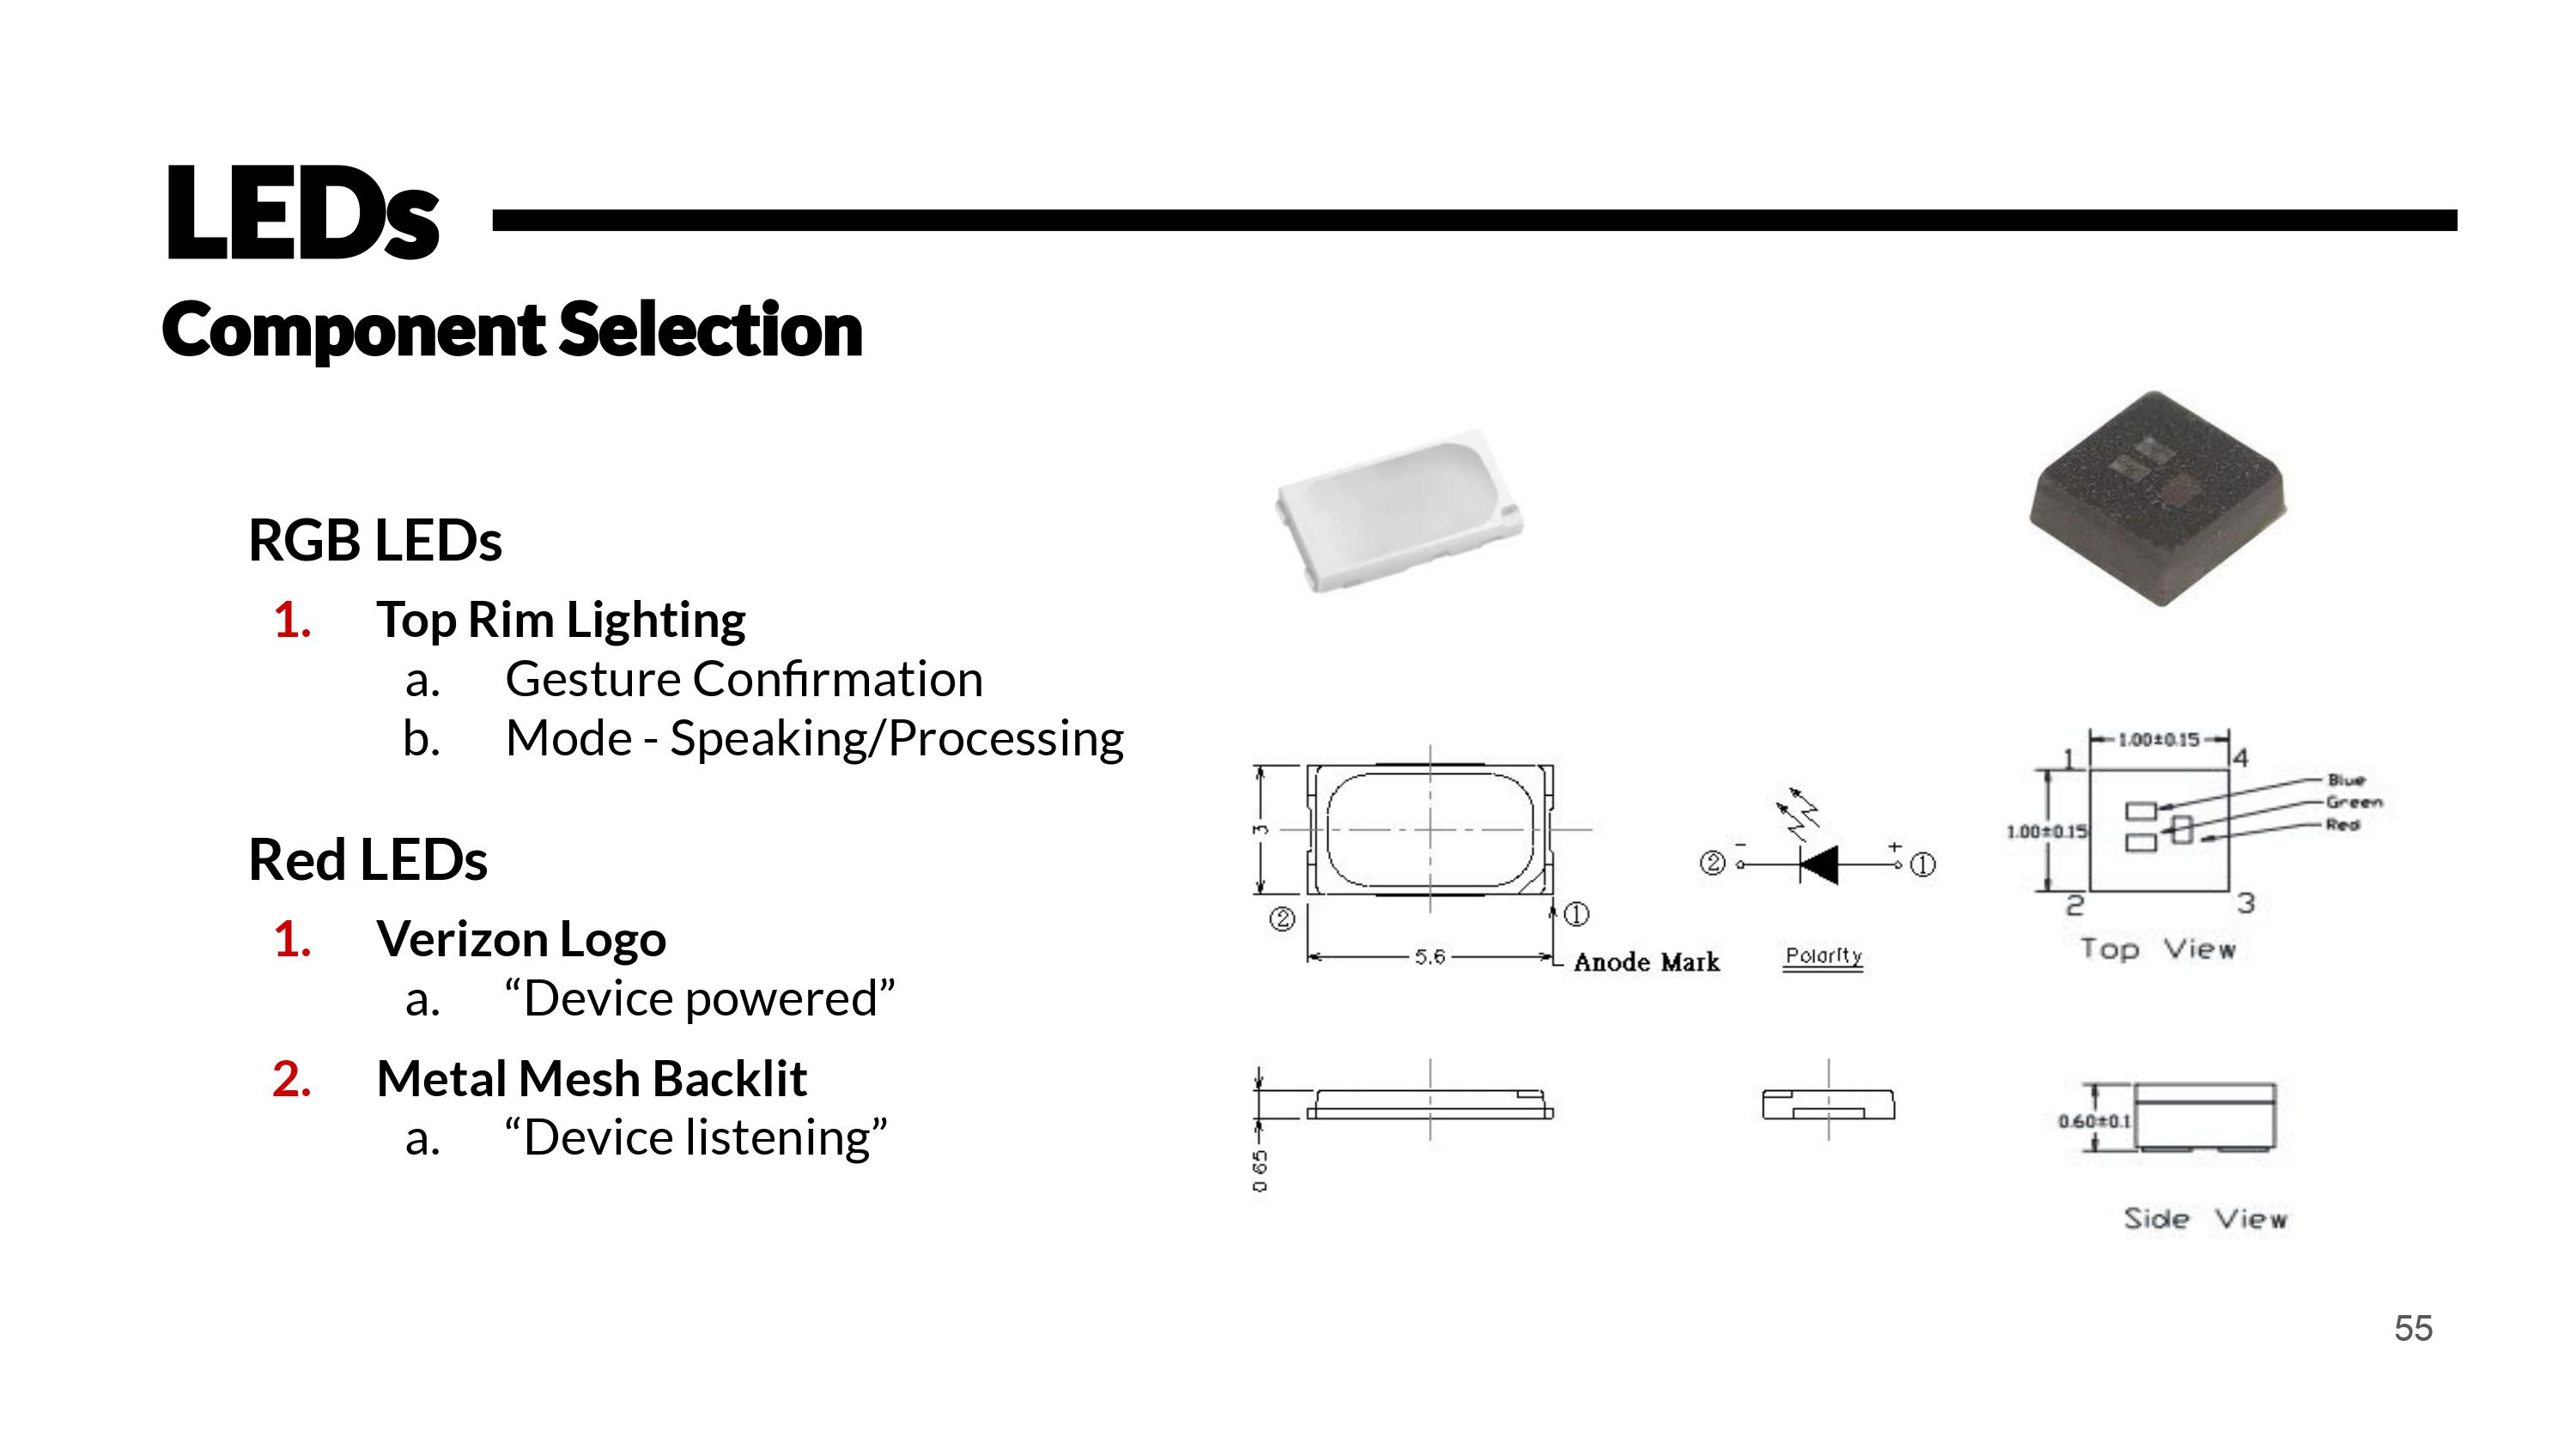 LEDs
Component Selection
RGB LEDs
1. Top Rim Lighting
a. Gesture Confirmation
b. Mode - Speaking/Processing
Red LEDs
1. Verizon Logo
a. “Device powered”
2. Metal Mesh Backlit
a. “Device listening”
3
② ①
5.6
Anode Mark
② - + ①
Polarity
0.65
1.00±0.15
1 4
Blue
Green
Red
1.00±0.15
2 3
Top View
0.60±0.1
Side View
55